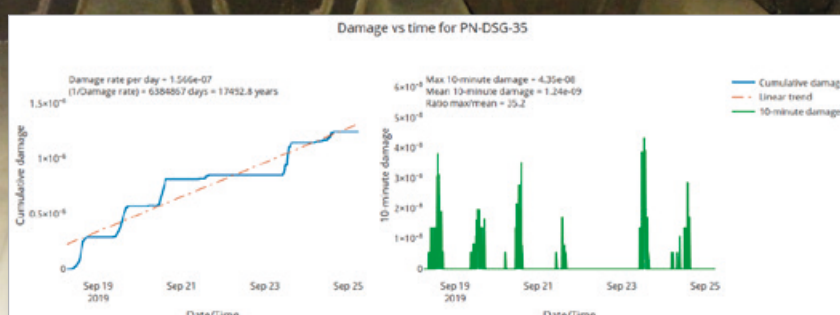 Damage vs time for PN-DSG-35
Damage rate per day = 1.566e-07
(1/Damage rate) = 6384867 days = 17492.8 years
1.5×10⁻⁶
1×10⁻⁶
0.5×10⁻⁶
0
Cumulative damage
Sep 19
2019
Sep 21
Sep 23
Sep 25
Date/Time
Max 10-minute damage = 4.35e-08
Mean 10-minute damage = 1.24e-09
Ratio max/mean = 35.2
6×10⁻⁸
5×10⁻⁸
4×10⁻⁸
3×10⁻⁸
2×10⁻⁸
1×10⁻⁸
0
10-minute damage
Sep 19
2019
Sep 21
Sep 23
Sep 25
Date/Time
Cumulative damag
Linear trend
10-minute damage